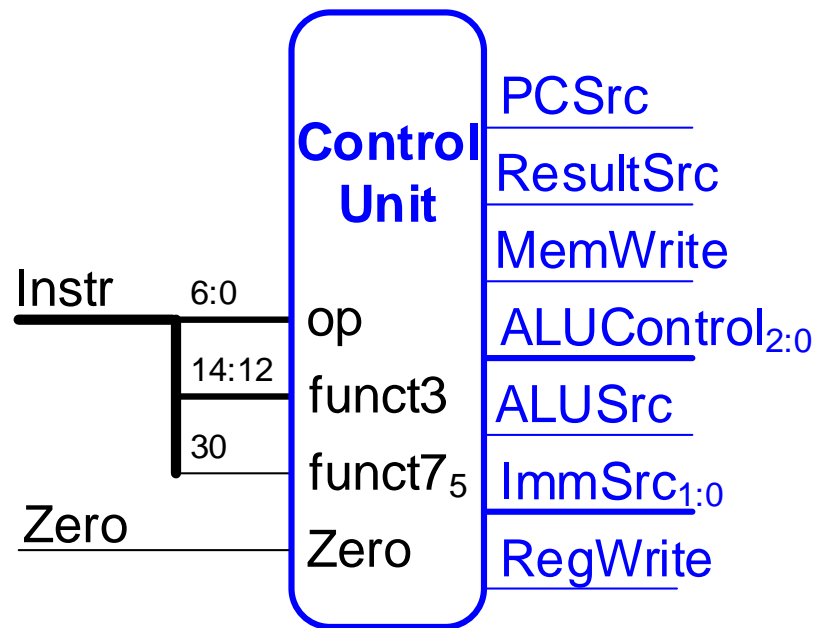 Control
Unit
PCSrc
ResultSrc
MemWrite
ALUControl2:0
ALUSrc
ImmSrc1:0
RegWrite
Instr
6:0
op
14:12
funct3
30
funct75
Zero
Zero